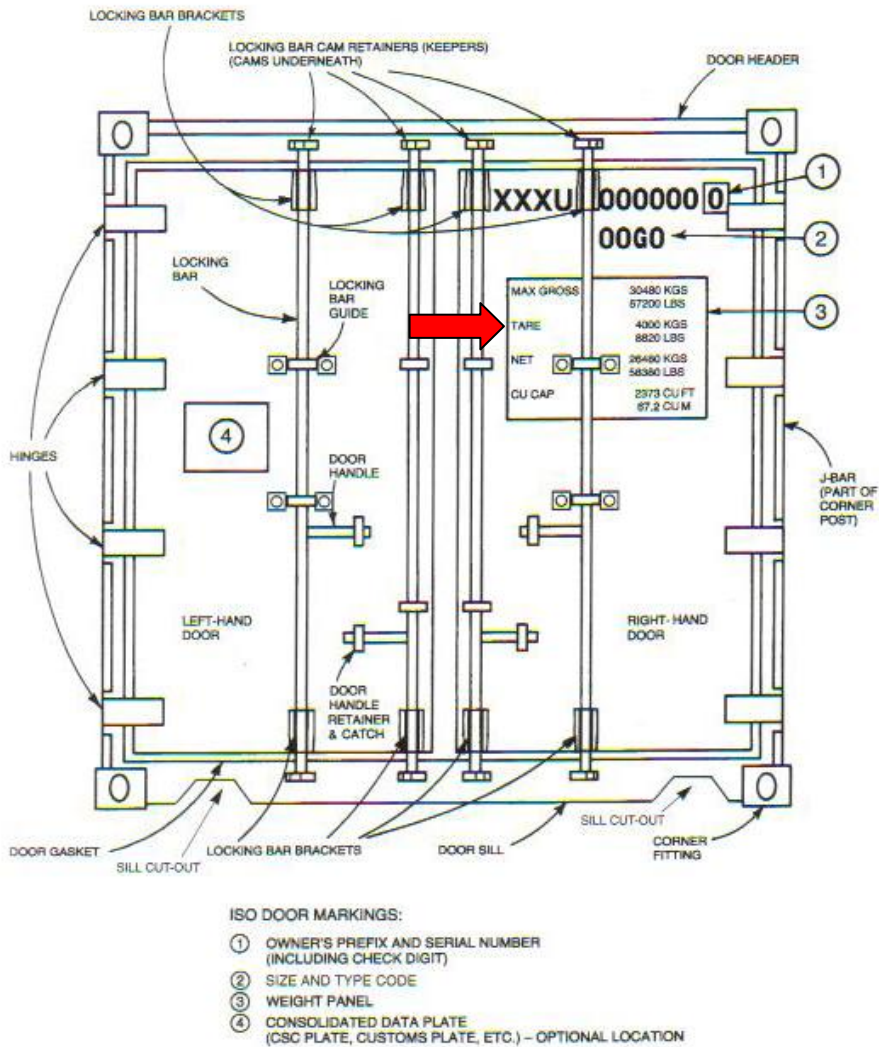 LOCKING BAR BRACKETS
LOCKING BAR CAM RETAINERS (KEEPERS)
(CAMS UNDERNEATH)
DOOR HEADER
1
XXXU 000000 0
2
00G0
LOCKING
BAR
LOCKING
BAR
GUIDE
MAX GROSS 30480 KGS
67200 LBS
3
TARE 4000 KGS
8820 LBS
NET 26480 KGS
58380 LBS
CU CAP 2373 CU FT
67.2 CU M
4
HINGES
DOOR
HANDLE
J-BAR
(PART OF
CORNER
POST)
LEFT-HAND
DOOR
RIGHT-HAND
DOOR
DOOR
HANDLE
RETAINER
& CATCH
DOOR GASKET
SILL CUT-OUT
LOCKING BAR BRACKETS
DOOR SILL
SILL CUT-OUT
CORNER
FITTING
ISO DOOR MARKINGS:
1 OWNER'S PREFIX AND SERIAL NUMBER
(INCLUDING CHECK DIGIT)
2 SIZE AND TYPE CODE
3 WEIGHT PANEL
4 CONSOLIDATED DATA PLATE
(CSC PLATE, CUSTOMS PLATE, ETC.) – OPTIONAL LOCATION